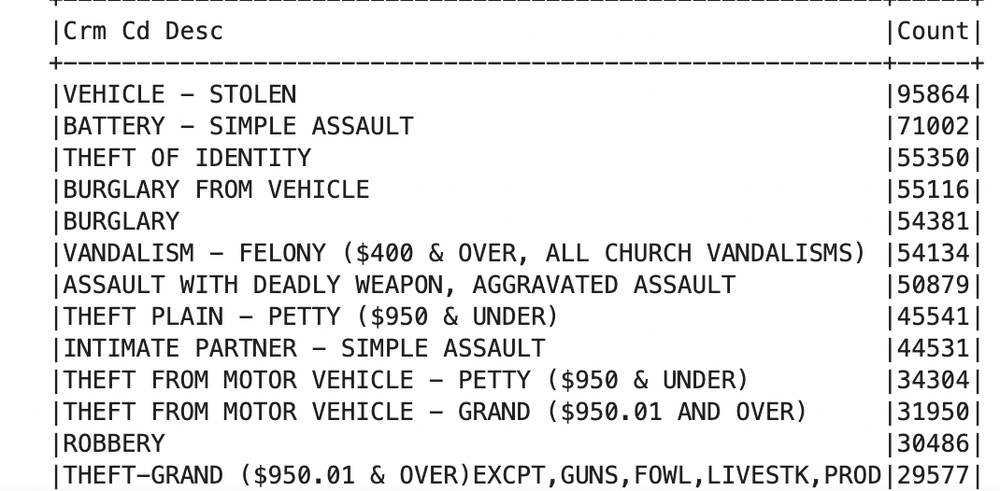 |Crm Cd Desc |Count|
+--------------------------------------------------------+-----+
|VEHICLE - STOLEN |95864|
|BATTERY - SIMPLE ASSAULT |71002|
|THEFT OF IDENTITY |55350|
|BURGLARY FROM VEHICLE |55116|
|BURGLARY |54381|
|VANDALISM - FELONY ($400 & OVER, ALL CHURCH VANDALISMS) |54134|
|ASSAULT WITH DEADLY WEAPON, AGGRAVATED ASSAULT |50879|
|THEFT PLAIN - PETTY ($950 & UNDER) |45541|
|INTIMATE PARTNER - SIMPLE ASSAULT |44531|
|THEFT FROM MOTOR VEHICLE - PETTY ($950 & UNDER) |34304|
|THEFT FROM MOTOR VEHICLE - GRAND ($950.01 AND OVER) |31950|
|ROBBERY |30486|
|THEFT-GRAND ($950.01 & OVER)EXCPT,GUNS,FOWL,LIVESTK,PROD|29577|